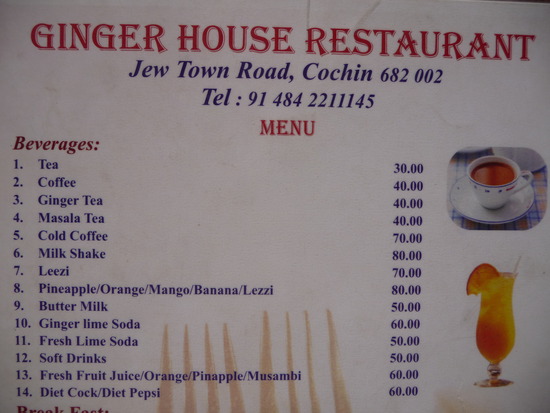 GINGER HOUSE RESTAURANT
Jew Town Road, Cochin 682 002
Tel : 91 484 2211145
MENU
Beverages:
1. Tea 30.00
2. Coffee 40.00
3. Ginger Tea 40.00
4. Masala Tea 40.00
5. Cold Coffee 70.00
6. Milk Shake 80.00
7. Leezi 70.00
8. Pineapple/Orange/Mango/Banana/Lezzi 80.00
9. Butter Milk 50.00
10. Ginger lime Soda 60.00
11. Fresh Lime Soda 50.00
12. Soft Drinks 50.00
13. Fresh Fruit Juice/Orange/Pinapple/Musambi 60.00
14. Diet Cock/Diet Pepsi 60.00
Break Fast: